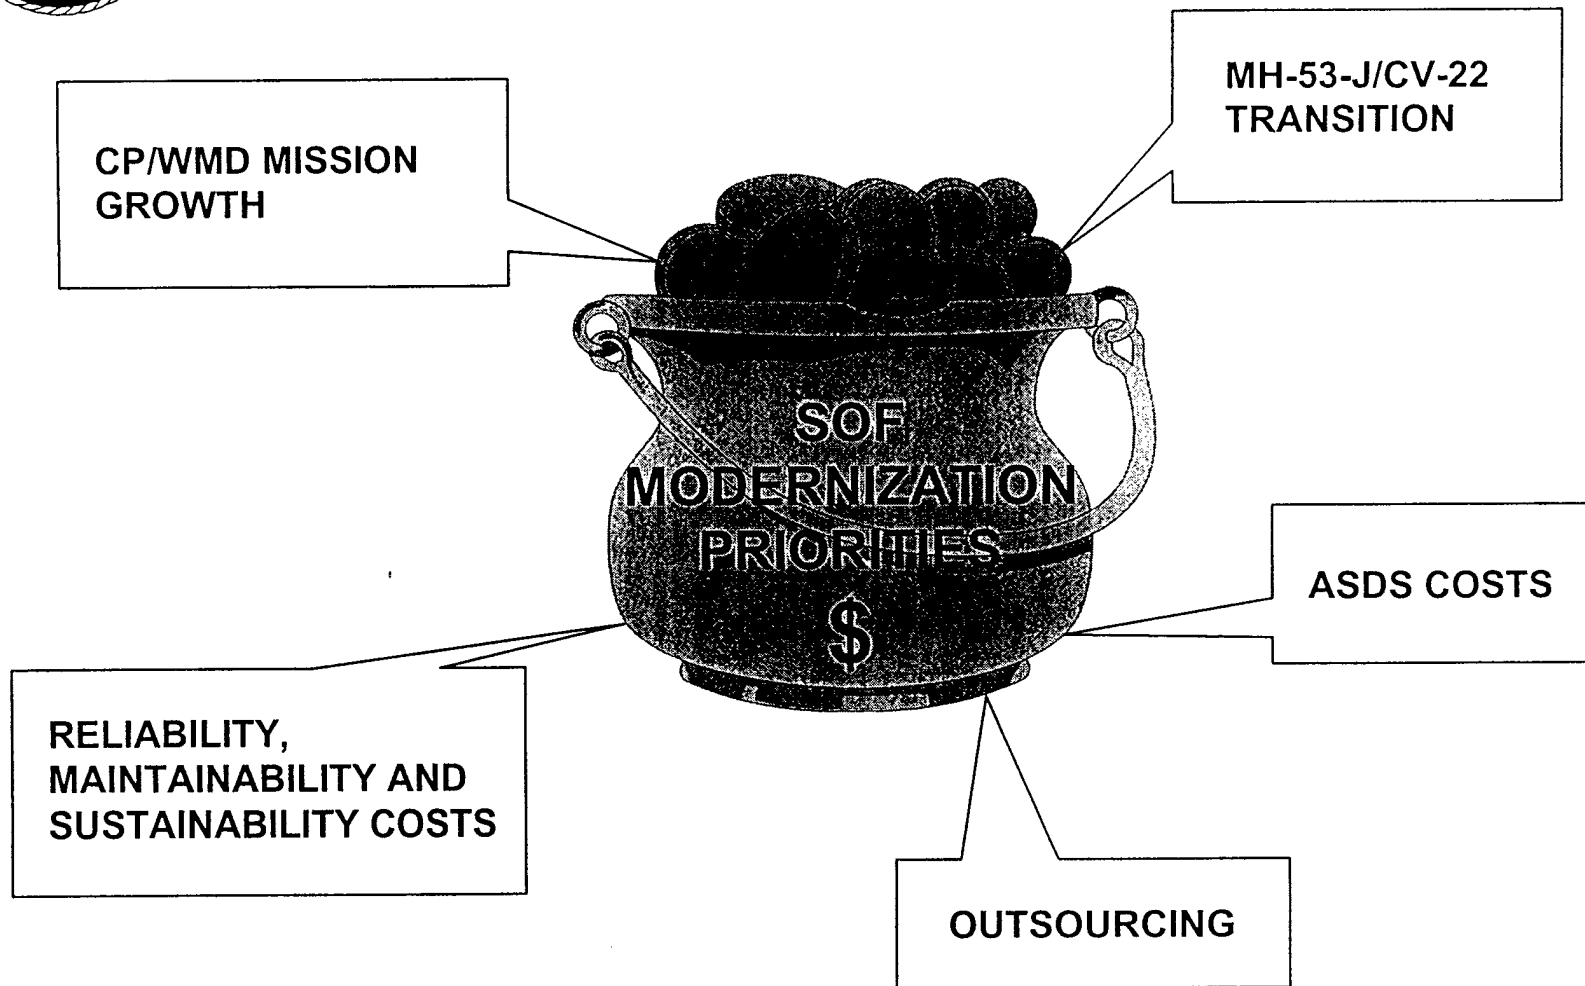 MH-53-J/CV-22
TRANSITION
CP/WMD MISSION
GROWTH
SOF
MODERNIZATION
PRIORITIES
$
ASDS COSTS
RELIABILITY,
MAINTAINABILITY AND
SUSTAINABILITY COSTS
OUTSOURCING